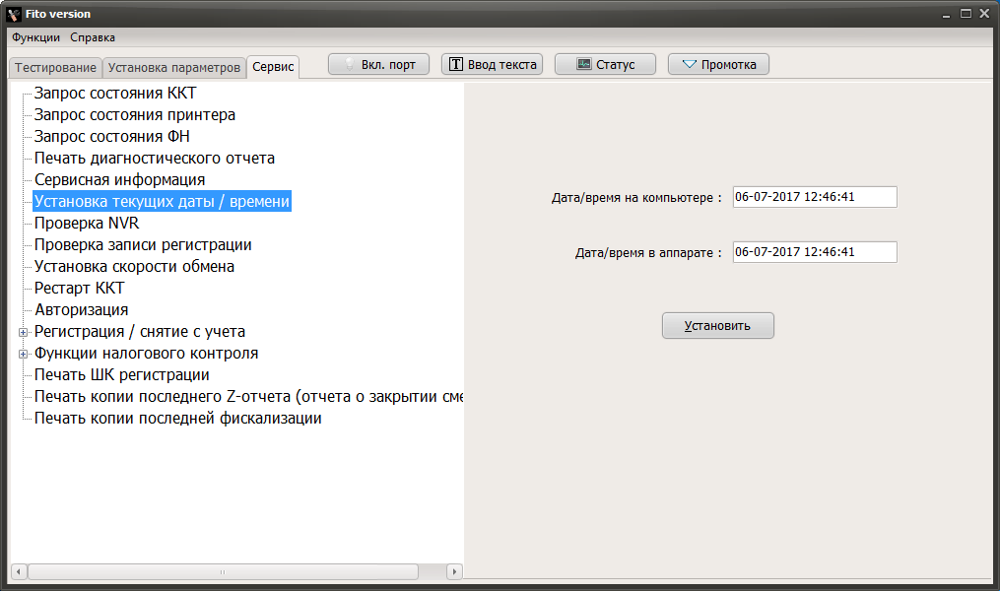 Fito version
Функции Справка
Тестирование Установка параметров Сервис Вкл. порт Ввод текста Статус Промотка
Запрос состояния ККТ
Запрос состояния принтера
Запрос состояния ФН
Печать диагностического отчета
Сервисная информация
Установка текущих даты / времени
Проверка NVR
Проверка записи регистрации
Установка скорости обмена
Рестарт ККТ
Авторизация
Регистрация / снятие с учета
Функции налогового контроля
Печать ШК регистрации
Печать копии последнего Z-отчета (отчета о закрытии сме
Печать копии последней фискализации
Дата/время на компьютере : 06-07-2017 12:46:41
Дата/время в аппарате : 06-07-2017 12:46:41
Установить